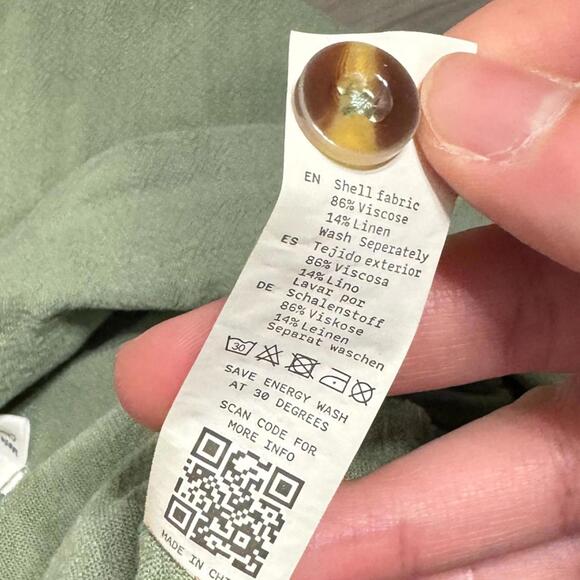 EN Shell fabric
86% Viscose
14% Linen
Wash Seperately
ES Tejido exterior
86% Viscosa
14% Lino
Lavar por
DE Schalenstoff
86% Viskose
14% Leinen
Separat waschen
30
SAVE ENERGY WASH
AT 30 DEGREES
SCAN CODE FOR
MORE INFO
MADE IN